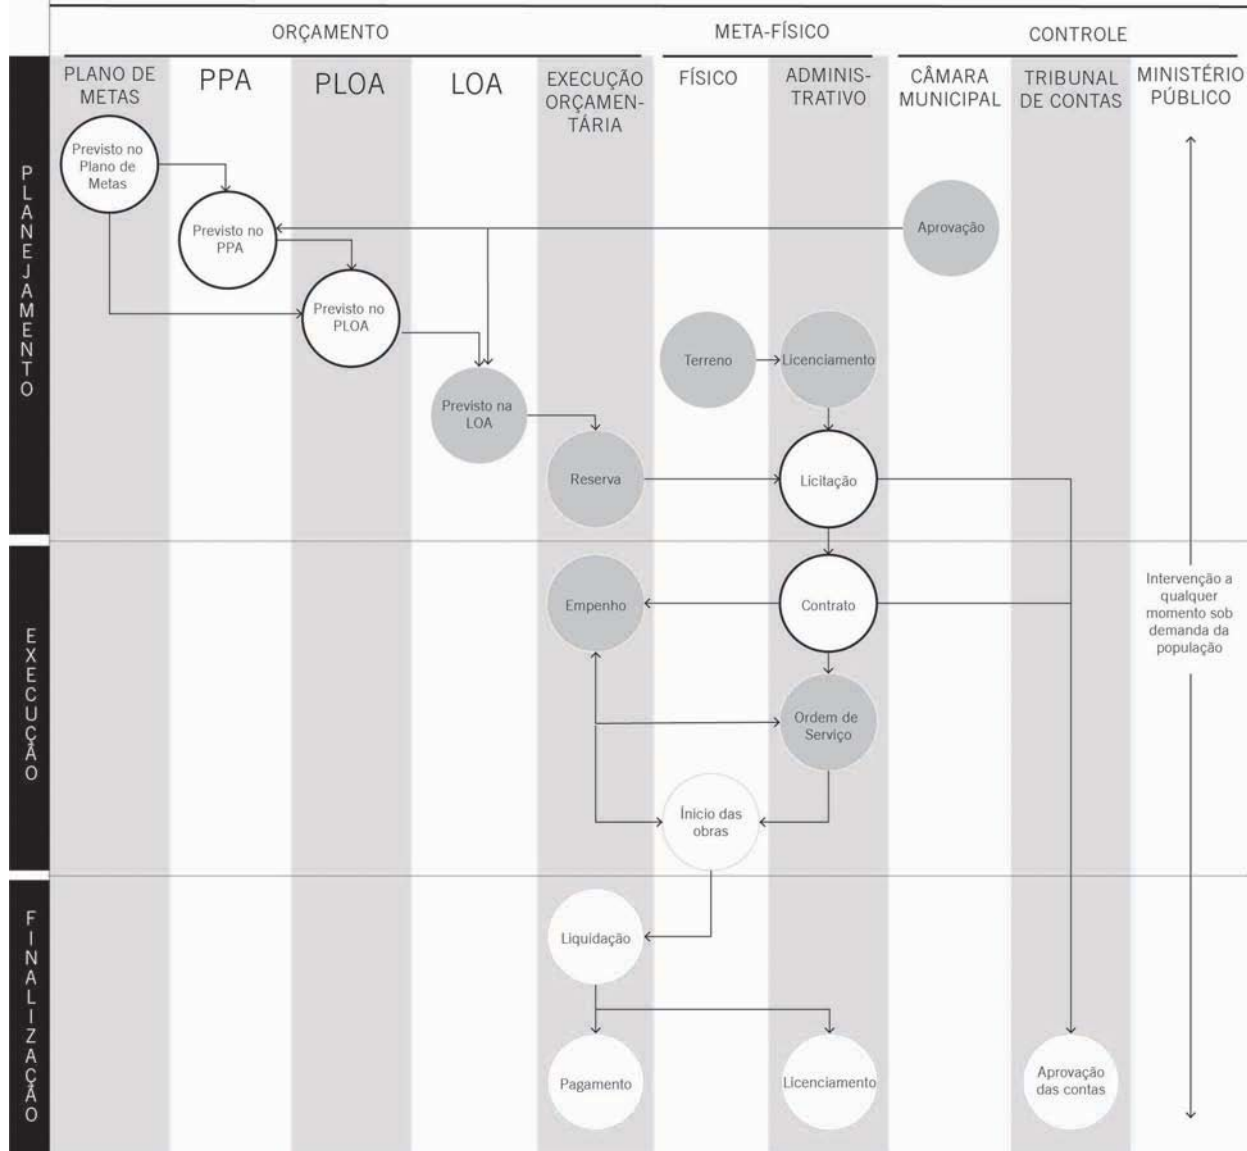 ORÇAMENTO
META-FÍSICO
CONTROLE
PLANO DE
METAS
PPA
PLOA
LOA
EXECUÇÃO
ORÇAMEN-
TÁRIA
FÍSICO
ADMINIS-
TRATIVO
CÂMARA
MUNICIPAL
TRIBUNAL
DE CONTAS
MINISTÉRIO
PÚBLICO
PLANEJAMENTO
Previsto no
Plano de
Metas
Previsto no
PPA
Aprovação
Previsto no
PLOA
Terreno
Licenciamento
Previsto na
LOA
Reserva
Licitação
EXECUÇÃO
Empenho
Contrato
Intervenção a
qualquer
momento sob
demanda da
população
Ordem de
Serviço
Ínicio das
obras
FINALIZAÇÃO
Liquidação
Pagamento
Licenciamento
Aprovação
das contas